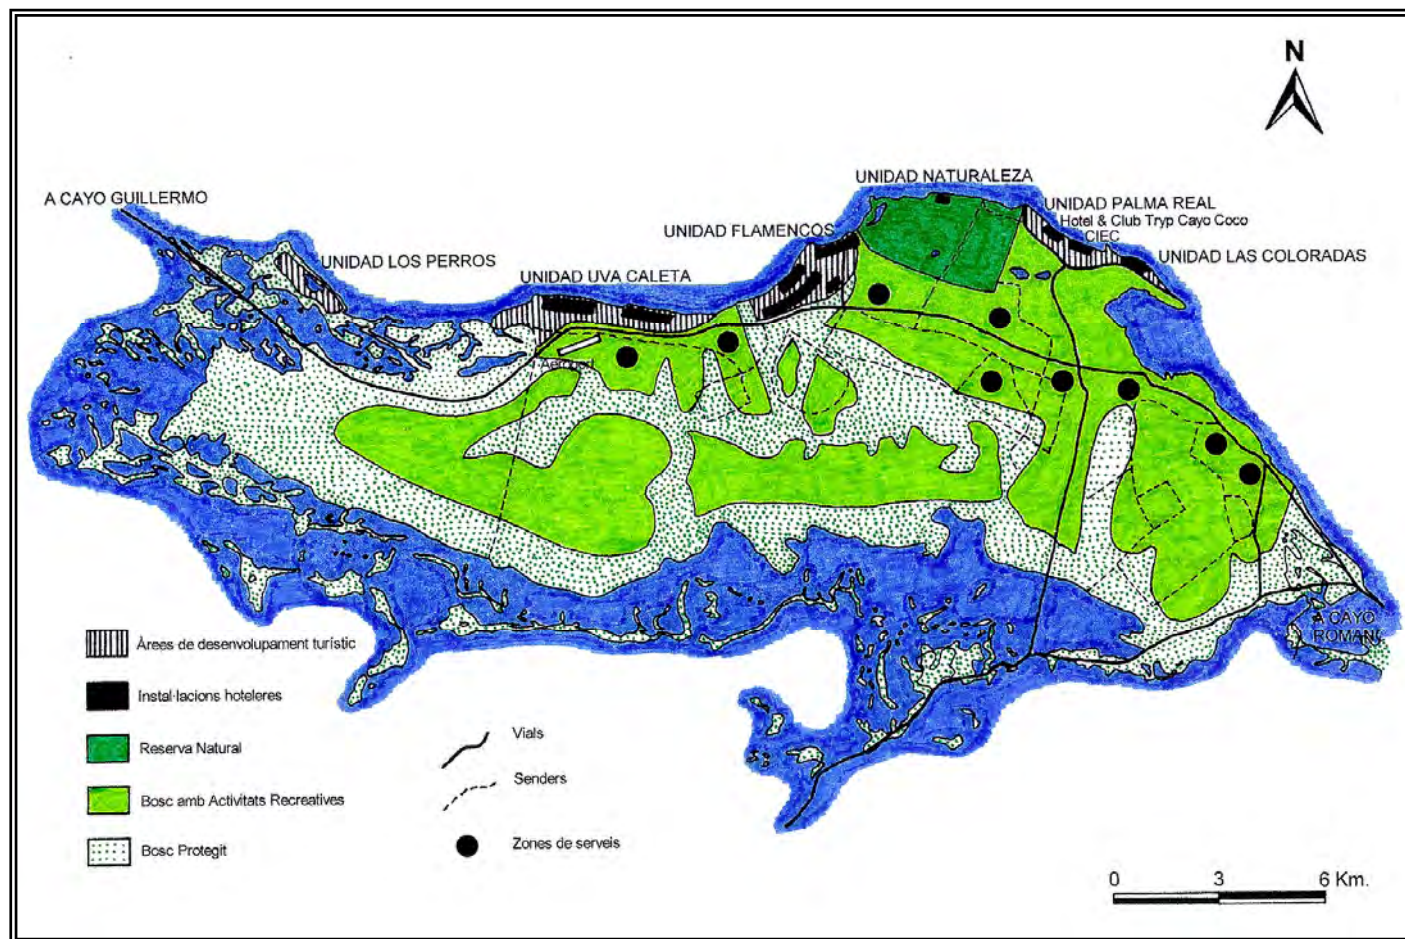 N
UNIDAD NATURALEZA
A CAYO GUILLERMO
UNIDAD PALMA REAL
Hotel & Club Tryp Cayo Coco
CIEC
UNIDAD FLAMENCOS
UNIDAD LAS COLORADAS
UNIDAD LOS PERROS
UNIDAD UVA CALETA
Aeroport
A CAYO
ROMANO
Àrees de desenvolupament turístic
Instal·lacions hoteleres
Reserva Natural
Bosc amb Activitats Recreatives
Bosc Protegit
Vials
Senders
Zones de serveis
0 3 6 Km.